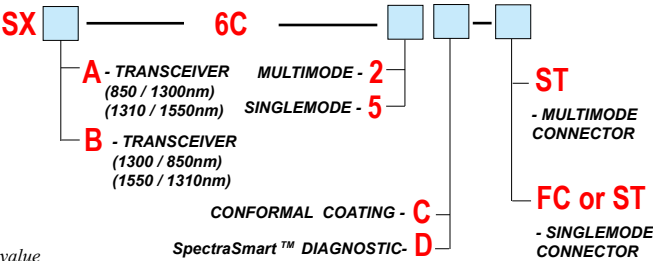 SX — 6C —
A - TRANSCEIVER
(850 / 1300nm)
(1310 / 1550nm)
B - TRANSCEIVER
(1300 / 850nm)
(1550 / 1310nm)
MULTIMODE - 2
SINGLEMODE - 5
CONFORMAL COATING - C
SpectraSmart ™ DIAGNOSTIC- D
ST
- MULTIMODE
CONNECTOR
FC or ST
- SINGLEMODE
CONNECTOR
value